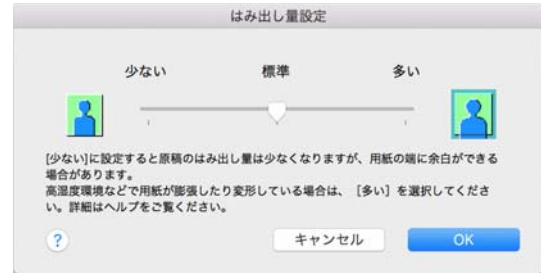 はみ出し量設定
少ない 標準 多い
[少ない]に設定すると原稿のはみ出し量は少なくなりますが、用紙の端に余白ができる
場合があります。
高湿度環境などで用紙が膨張したり変形している場合は、［多い］を選択してくださ
い。詳細はヘルプをご覧ください。
? キャンセル OK